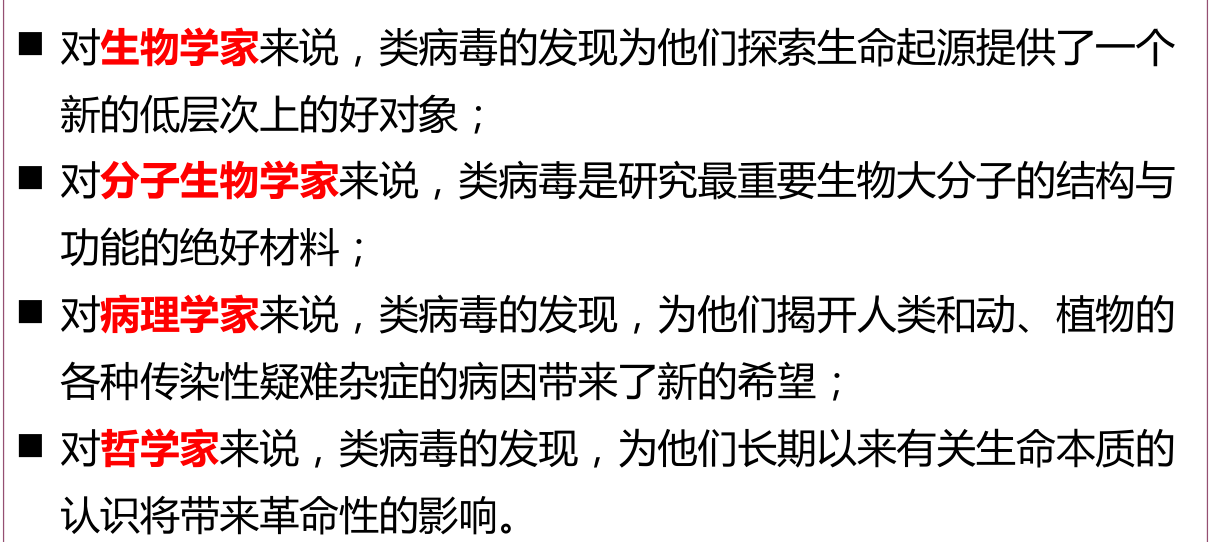 ■ 对生物学家来说，类病毒的发现为他们探索生命起源提供了一个
新的低层次上的好对象；
■ 对分子生物学家来说，类病毒是研究最重要生物大分子的结构与
功能的绝好材料；
■ 对病理学家来说，类病毒的发现，为他们揭开人类和动、植物的
各种传染性疑难杂症的病因带来了新的希望；
■ 对哲学家来说，类病毒的发现，为他们长期以来有关生命本质的
认识将带来革命性的影响。